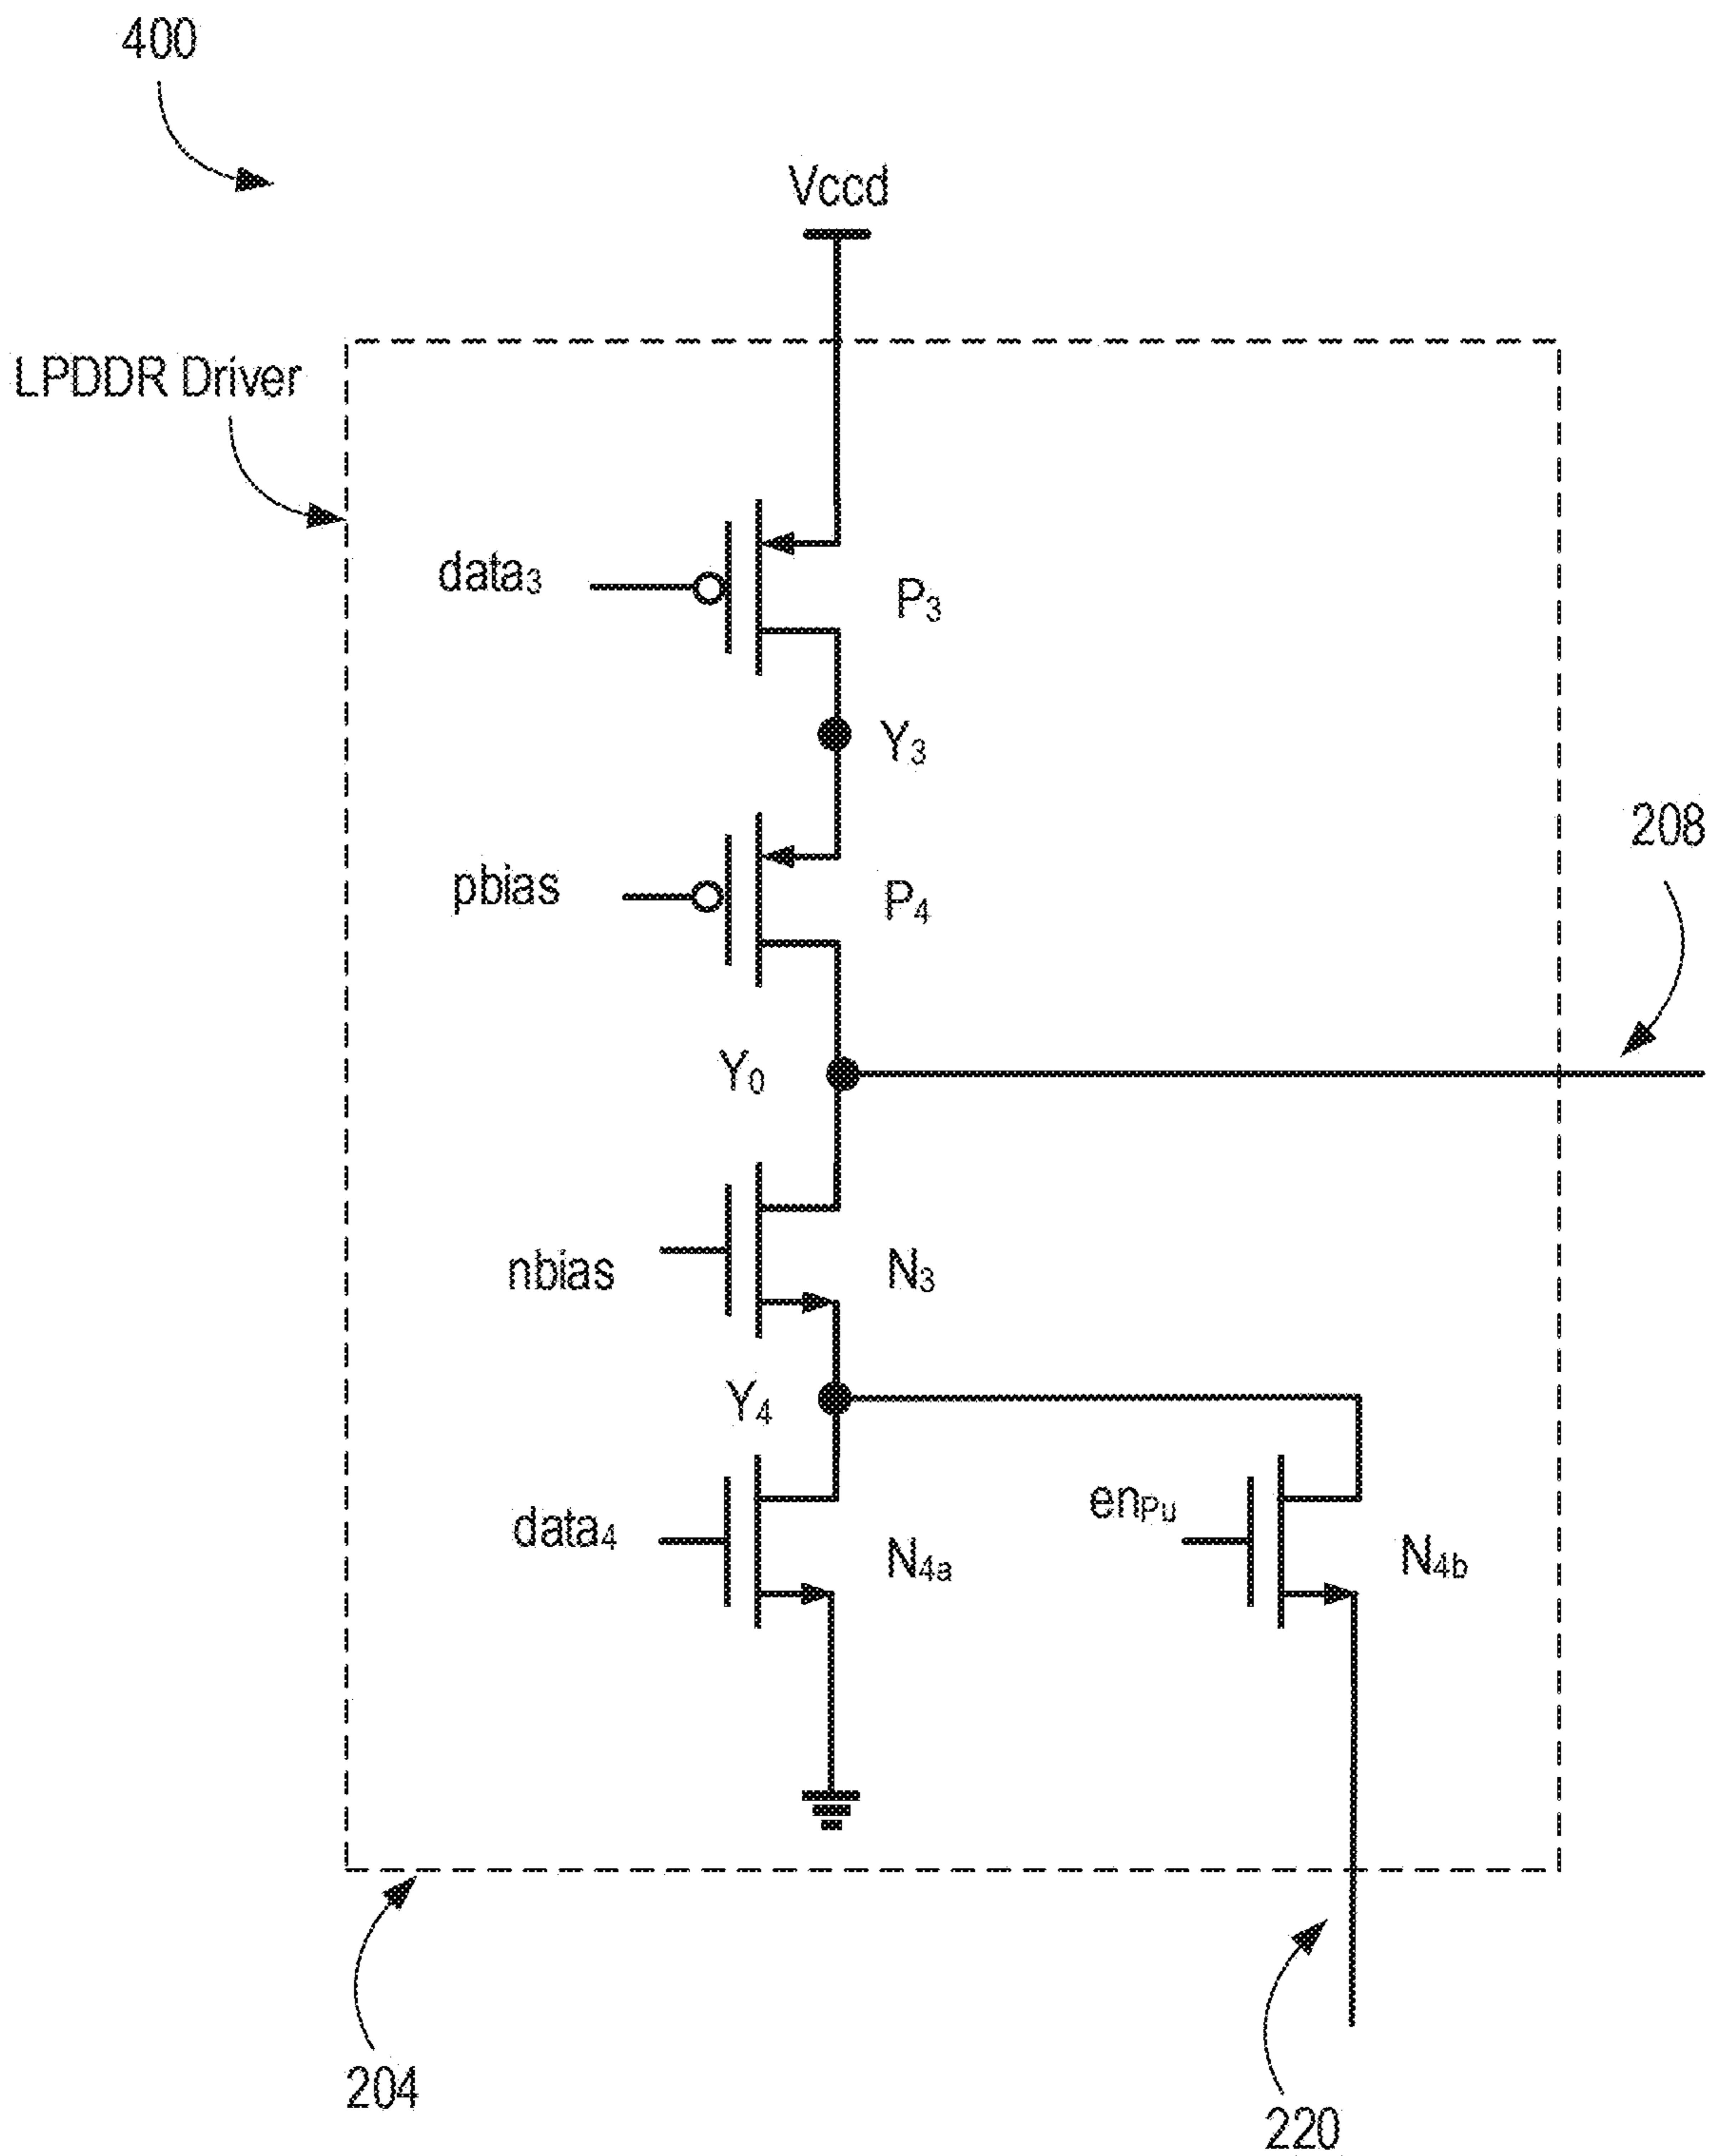 400
Vccd
LPDDR Driver
data₃
P₃
Y₃
208
pbias
P₄
Y₀
nbias
N₃
Y₄
data₄
N₄ₐ
enPu
N4b
204
220